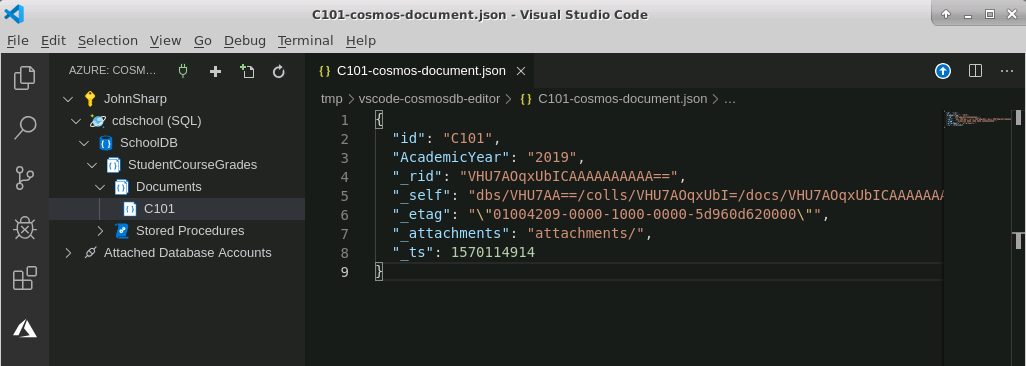 C101-cosmos-document.json - Visual Studio Code
File Edit Selection View Go Debug Terminal Help
AZURE: COSM...
{} C101-cosmos-document.json
tmp > vscode-cosmosdb-editor > {} C101-cosmos-document.json > ...
JohnSharp
cdschool (SQL)
SchoolDB
StudentCourseGrades
Documents
C101
Stored Procedures
Attached Database Accounts
1 {
2 "id": "C101",
3 "AcademicYear": "2019",
4 "_rid": "VHU7AOqxUbICAAAAAAAAAA==",
5 "_self": "dbs/VHU7AA==/colls/VHU7AOqxUbI=/docs/VHU7AOqxUbICAAAAAAA
6 "_etag": "\"01004209-0000-1000-0000-5d960d620000\"",
7 "_attachments": "attachments/",
8 "_ts": 1570114914
9 }